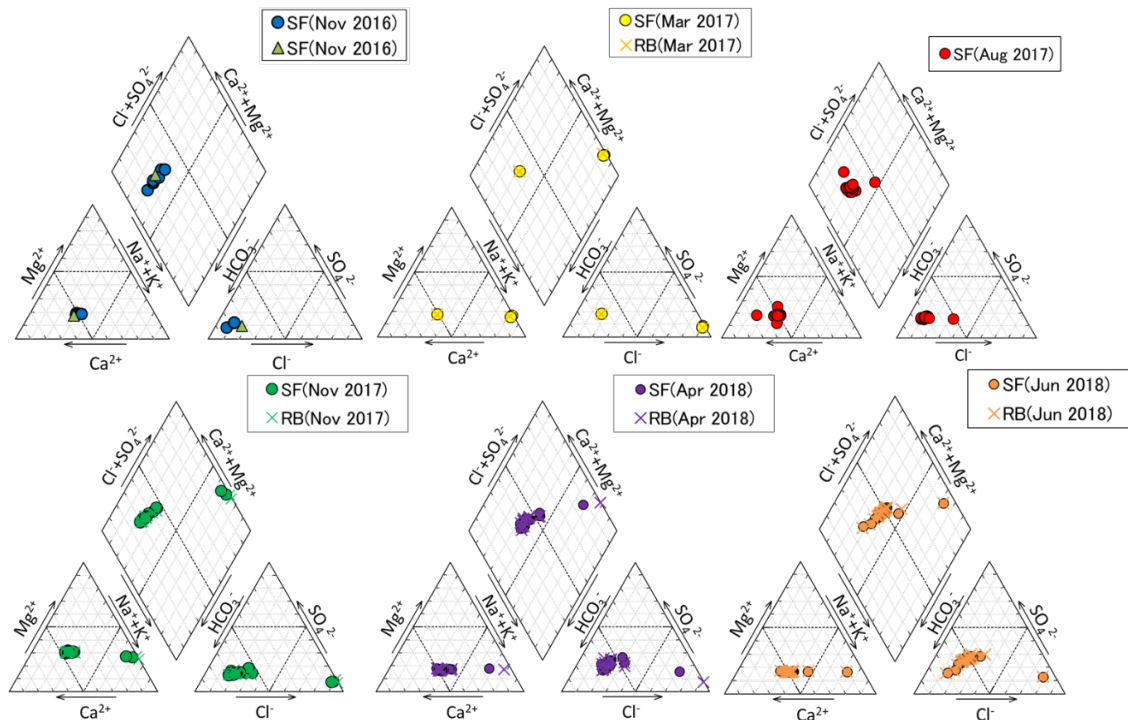 SF(Nov 2016)
SF(Nov 2016)
Cl⁻+SO₄²⁻
Ca²⁺+Mg²⁺
Mg²⁺
Na⁺+K⁺
HCO₃⁻
SO₄²⁻
Ca²⁺
Cl⁻
SF(Mar 2017)
RB(Mar 2017)
Cl⁻+SO₄²⁻
Ca²⁺+Mg²⁺
Mg²⁺
Na⁺+K⁺
HCO₃⁻
SO₄²⁻
Ca²⁺
Cl⁻
SF(Aug 2017)
Cl⁻+SO₄²⁻
Ca²⁺+Mg²⁺
Mg²⁺
Na⁺+K⁺
HCO₃⁻
SO₄²⁻
Ca²⁺
Cl⁻
SF(Nov 2017)
RB(Nov 2017)
Cl⁻+SO₄²⁻
Ca²⁺+Mg²⁺
Mg²⁺
Na⁺+K⁺
HCO₃⁻
SO₄²⁻
Ca²⁺
Cl⁻
SF(Apr 2018)
RB(Apr 2018)
Cl⁻+SO₄²⁻
Ca²⁺+Mg²⁺
Mg²⁺
Na⁺+K⁺
HCO₃⁻
SO₄²⁻
Ca²⁺
Cl⁻
SF(Jun 2018)
RB(Jun 2018)
Cl⁻+SO₄²⁻
Ca²⁺+Mg²⁺
Mg²⁺
Na⁺+K⁺
HCO₃⁻
SO₄²⁻
Ca²⁺
Cl⁻